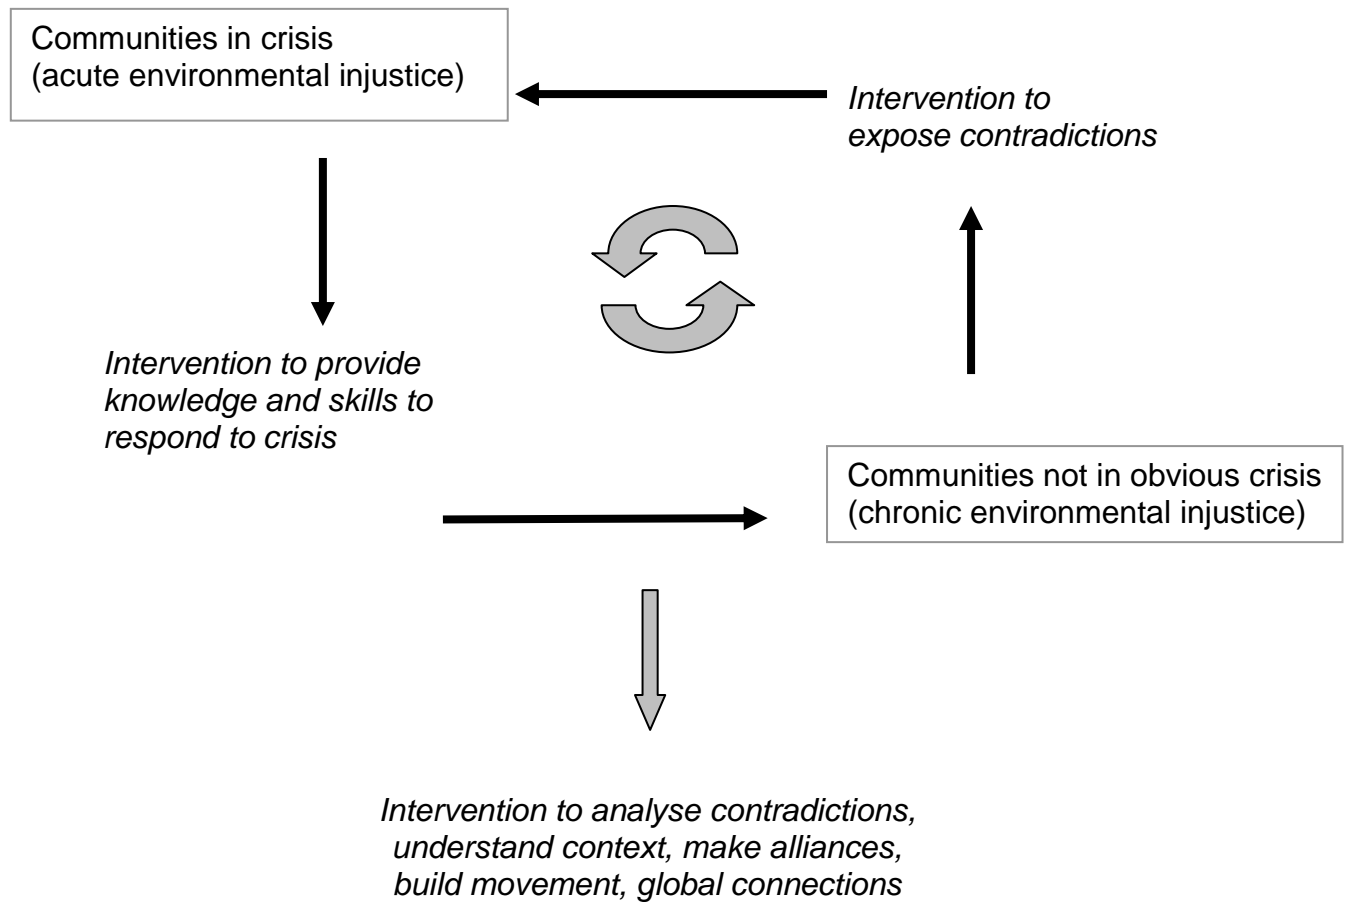 Communities in crisis
(acute environmental injustice)
Intervention to
expose contradictions
Intervention to provide
knowledge and skills to
respond to crisis
Communities not in obvious crisis
(chronic environmental injustice)
Intervention to analyse contradictions,
understand context, make alliances,
build movement, global connections